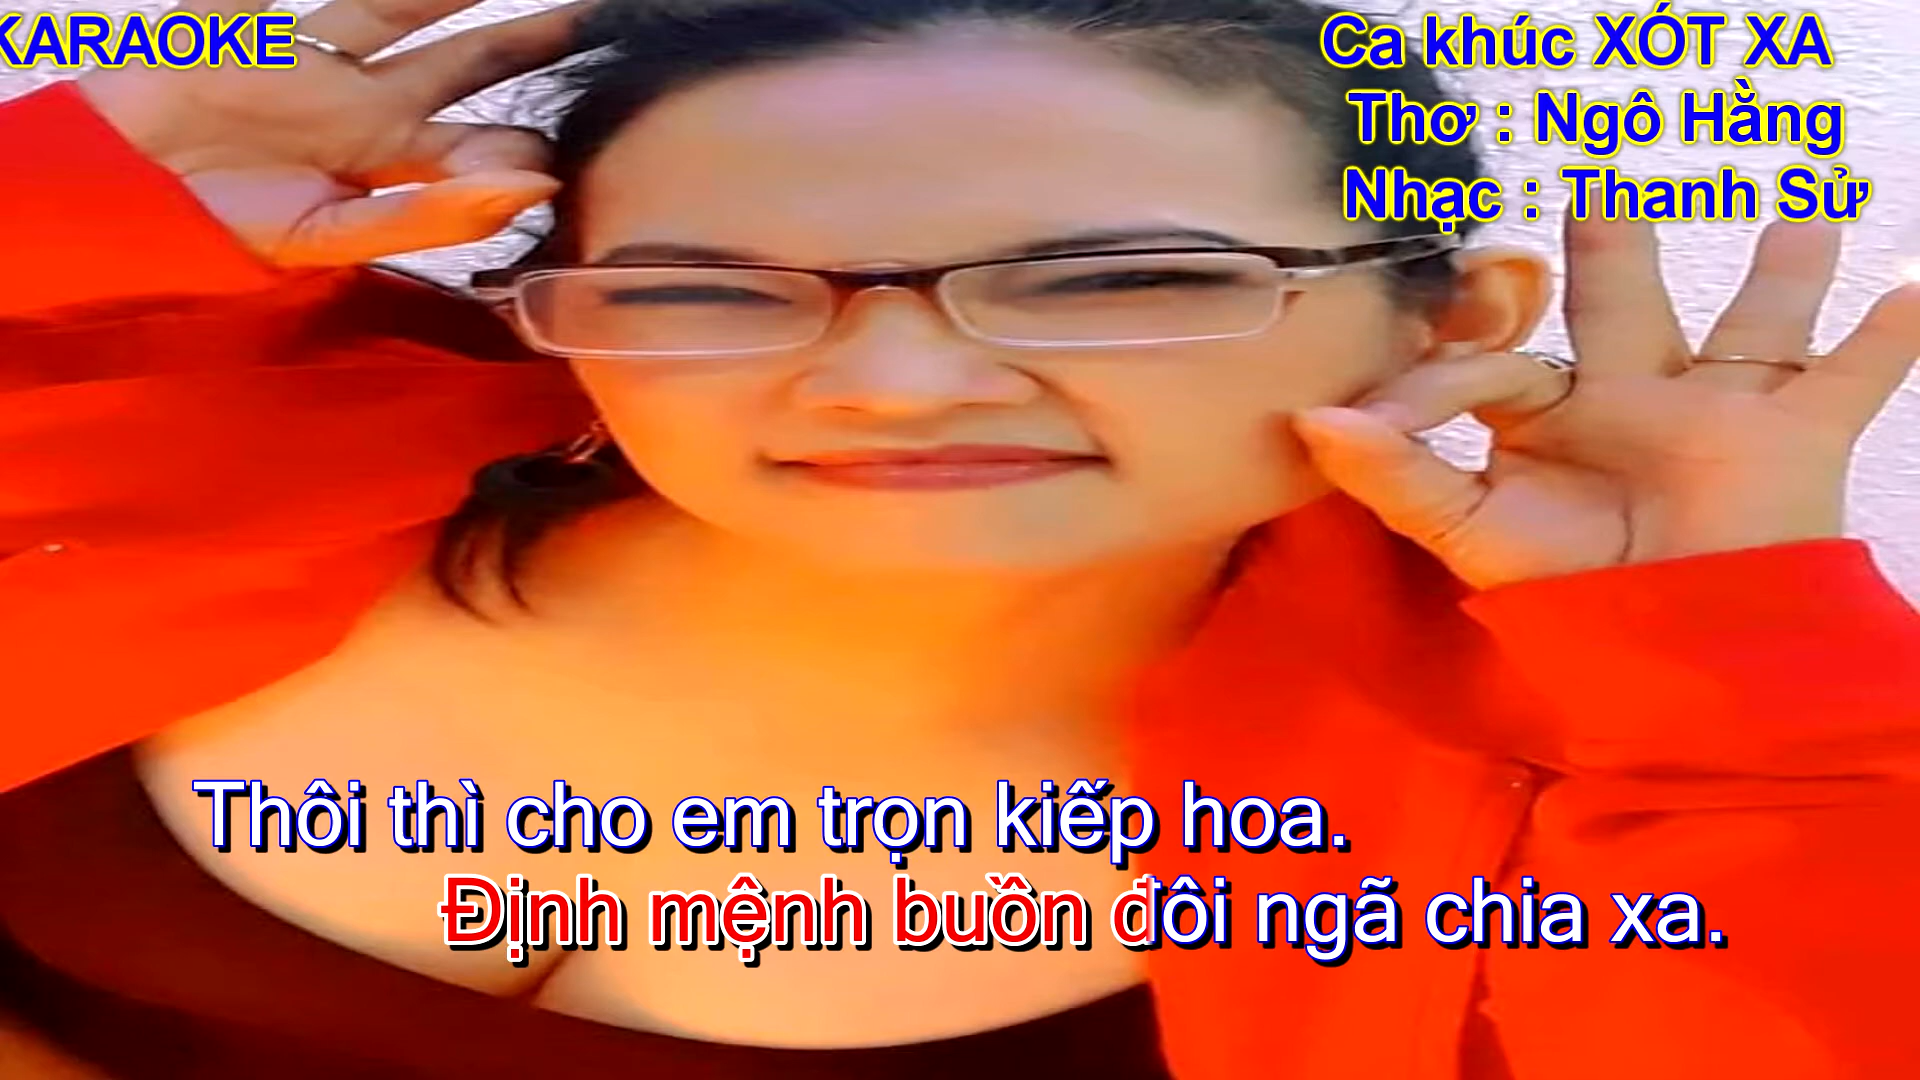 KARAOKE
Ca khúc XÓT XA
Thơ : Ngô Hằng
Nhạc : Thanh Sử
Thôi thì cho em trọn kiếp hoa.
Định mệnh buồn đôi ngã chia xa.